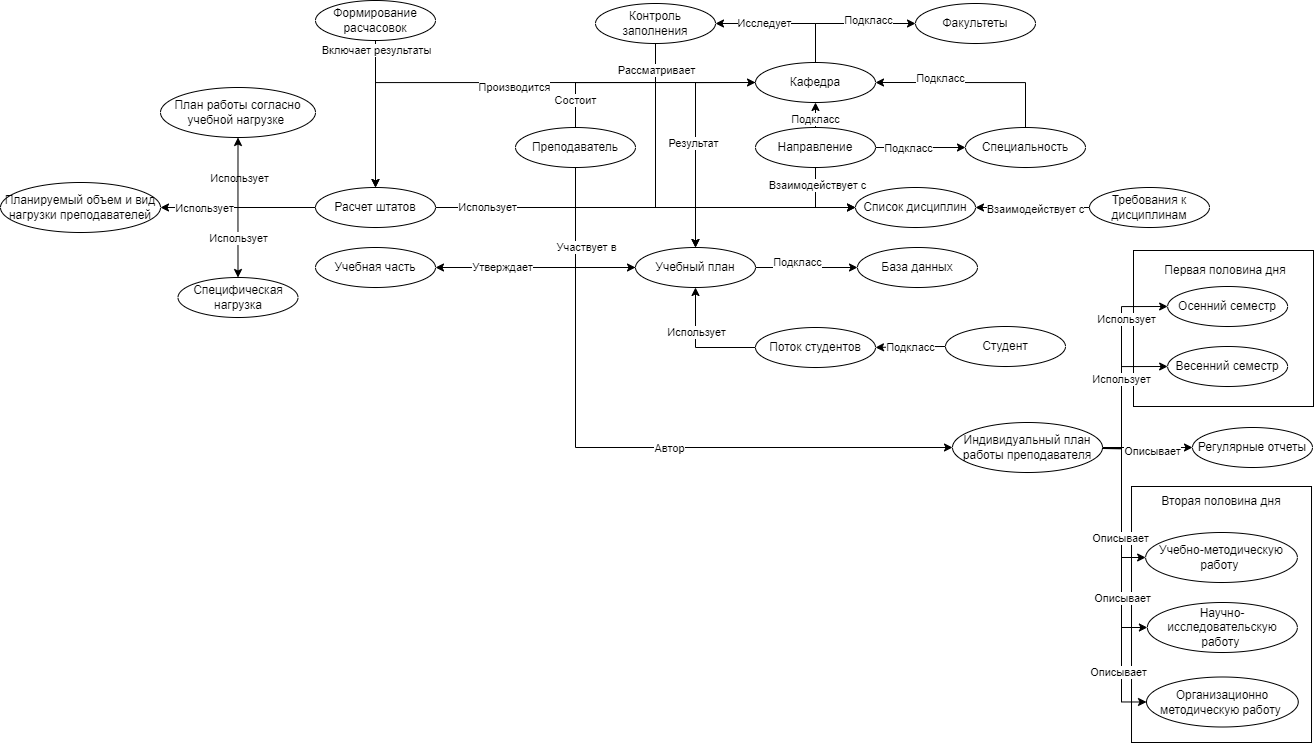 Формирование
расчасовок
Контроль
заполнения
Исследует
Подкласс
Факультеты
Включает результаты
Рассматривает
Производится
Состоит
Кафедра
Подкласс
План работы согласно
учебной нагрузке
Подкласс
Преподаватель
Результат
Направление
Подкласс
Специальность
Использует
Взаимодействует с
Планируемый объем и вид
нагрузки преподавателей
Использует
Расчет штатов
Использует
Список дисциплин
Взаимодействует с
Требования к
дисциплинам
Использует
Участвует в
Учебная часть
Утверждает
Учебный план
Подкласс
База данных
Специфическая
нагрузка
Первая половина дня
Осенний семестр
Использует
Использует
Поток студентов
Подкласс
Студент
Весенний семестр
Использует
Автор
Индивидуальный план
работы преподавателя
Описывает
Регулярные отчеты
Вторая половина дня
Описывает
Учебно-методическую
работу
Описывает
Научно-
исследовательскую
работу
Описывает
Организационно
методическую работу